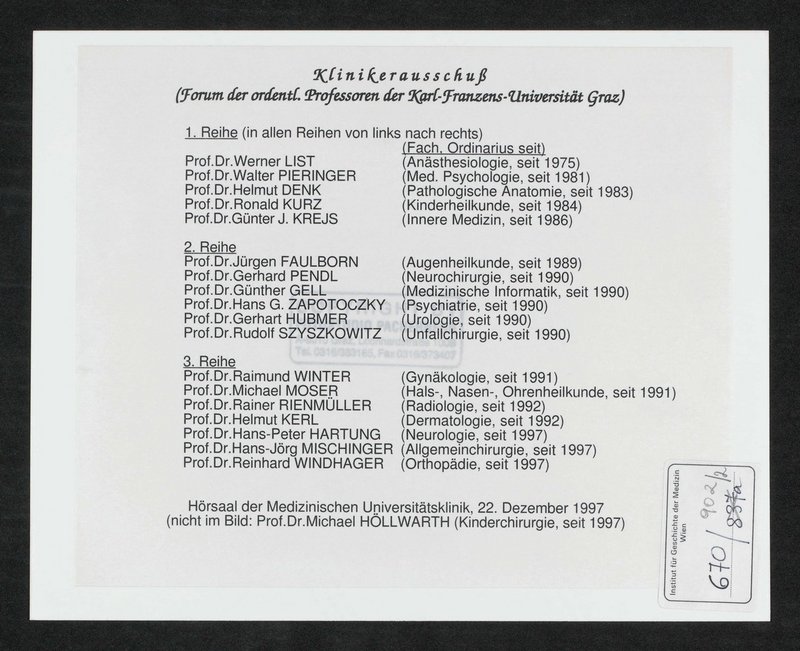 Klinikerausschuß
(Forum der ordentl. Professoren der Karl-Franzens-Universität Graz)
1. Reihe (in allen Reihen von links nach rechts)
(Fach, Ordinarius seit)
Prof.Dr.Werner LIST (Anästhesiologie, seit 1975)
Prof.Dr.Walter PIERINGER (Med. Psychologie, seit 1981)
Prof.Dr.Helmut DENK (Pathologische Anatomie, seit 1983)
Prof.Dr.Ronald KURZ (Kinderheilkunde, seit 1984)
Prof.Dr.Günter J. KREJS (Innere Medizin, seit 1986)
2. Reihe
Prof.Dr.Jürgen FAULBORN (Augenheilkunde, seit 1989)
Prof.Dr.Gerhard PENDL (Neurochirurgie, seit 1990)
Prof.Dr.Günther GELL (Medizinische Informatik, seit 1990)
Prof.Dr.Hans G. ZAPOTOCZKY (Psychiatrie, seit 1990)
Prof.Dr.Gerhart HUBMER (Urologie, seit 1990)
Prof.Dr.Rudolf SZYSZKOWITZ (Unfallchirurgie, seit 1990)
Tel. 0316/383165, Fax 0316/373407
3. Reihe
Prof.Dr.Raimund WINTER (Gynäkologie, seit 1991)
Prof.Dr.Michael MOSER (Hals-, Nasen-, Ohrenheilkunde, seit 1991)
Prof.Dr.Rainer RIENMÜLLER (Radiologie, seit 1992)
Prof.Dr.Helmut KERL (Dermatologie, seit 1992)
Prof.Dr.Hans-Peter HARTUNG (Neurologie, seit 1997)
Prof.Dr.Hans-Jörg MISCHINGER (Allgemeinchirurgie, seit 1997)
Prof.Dr.Reinhard WINDHAGER (Orthopädie, seit 1997)
Hörsaal der Medizinischen Universitätsklinik, 22. Dezember 1997
(nicht im Bild: Prof.Dr.Michael HÖLLWARTH (Kinderchirurgie, seit 1997)
Institut für Geschichte der Medizin
Wien
902/2
670/837a